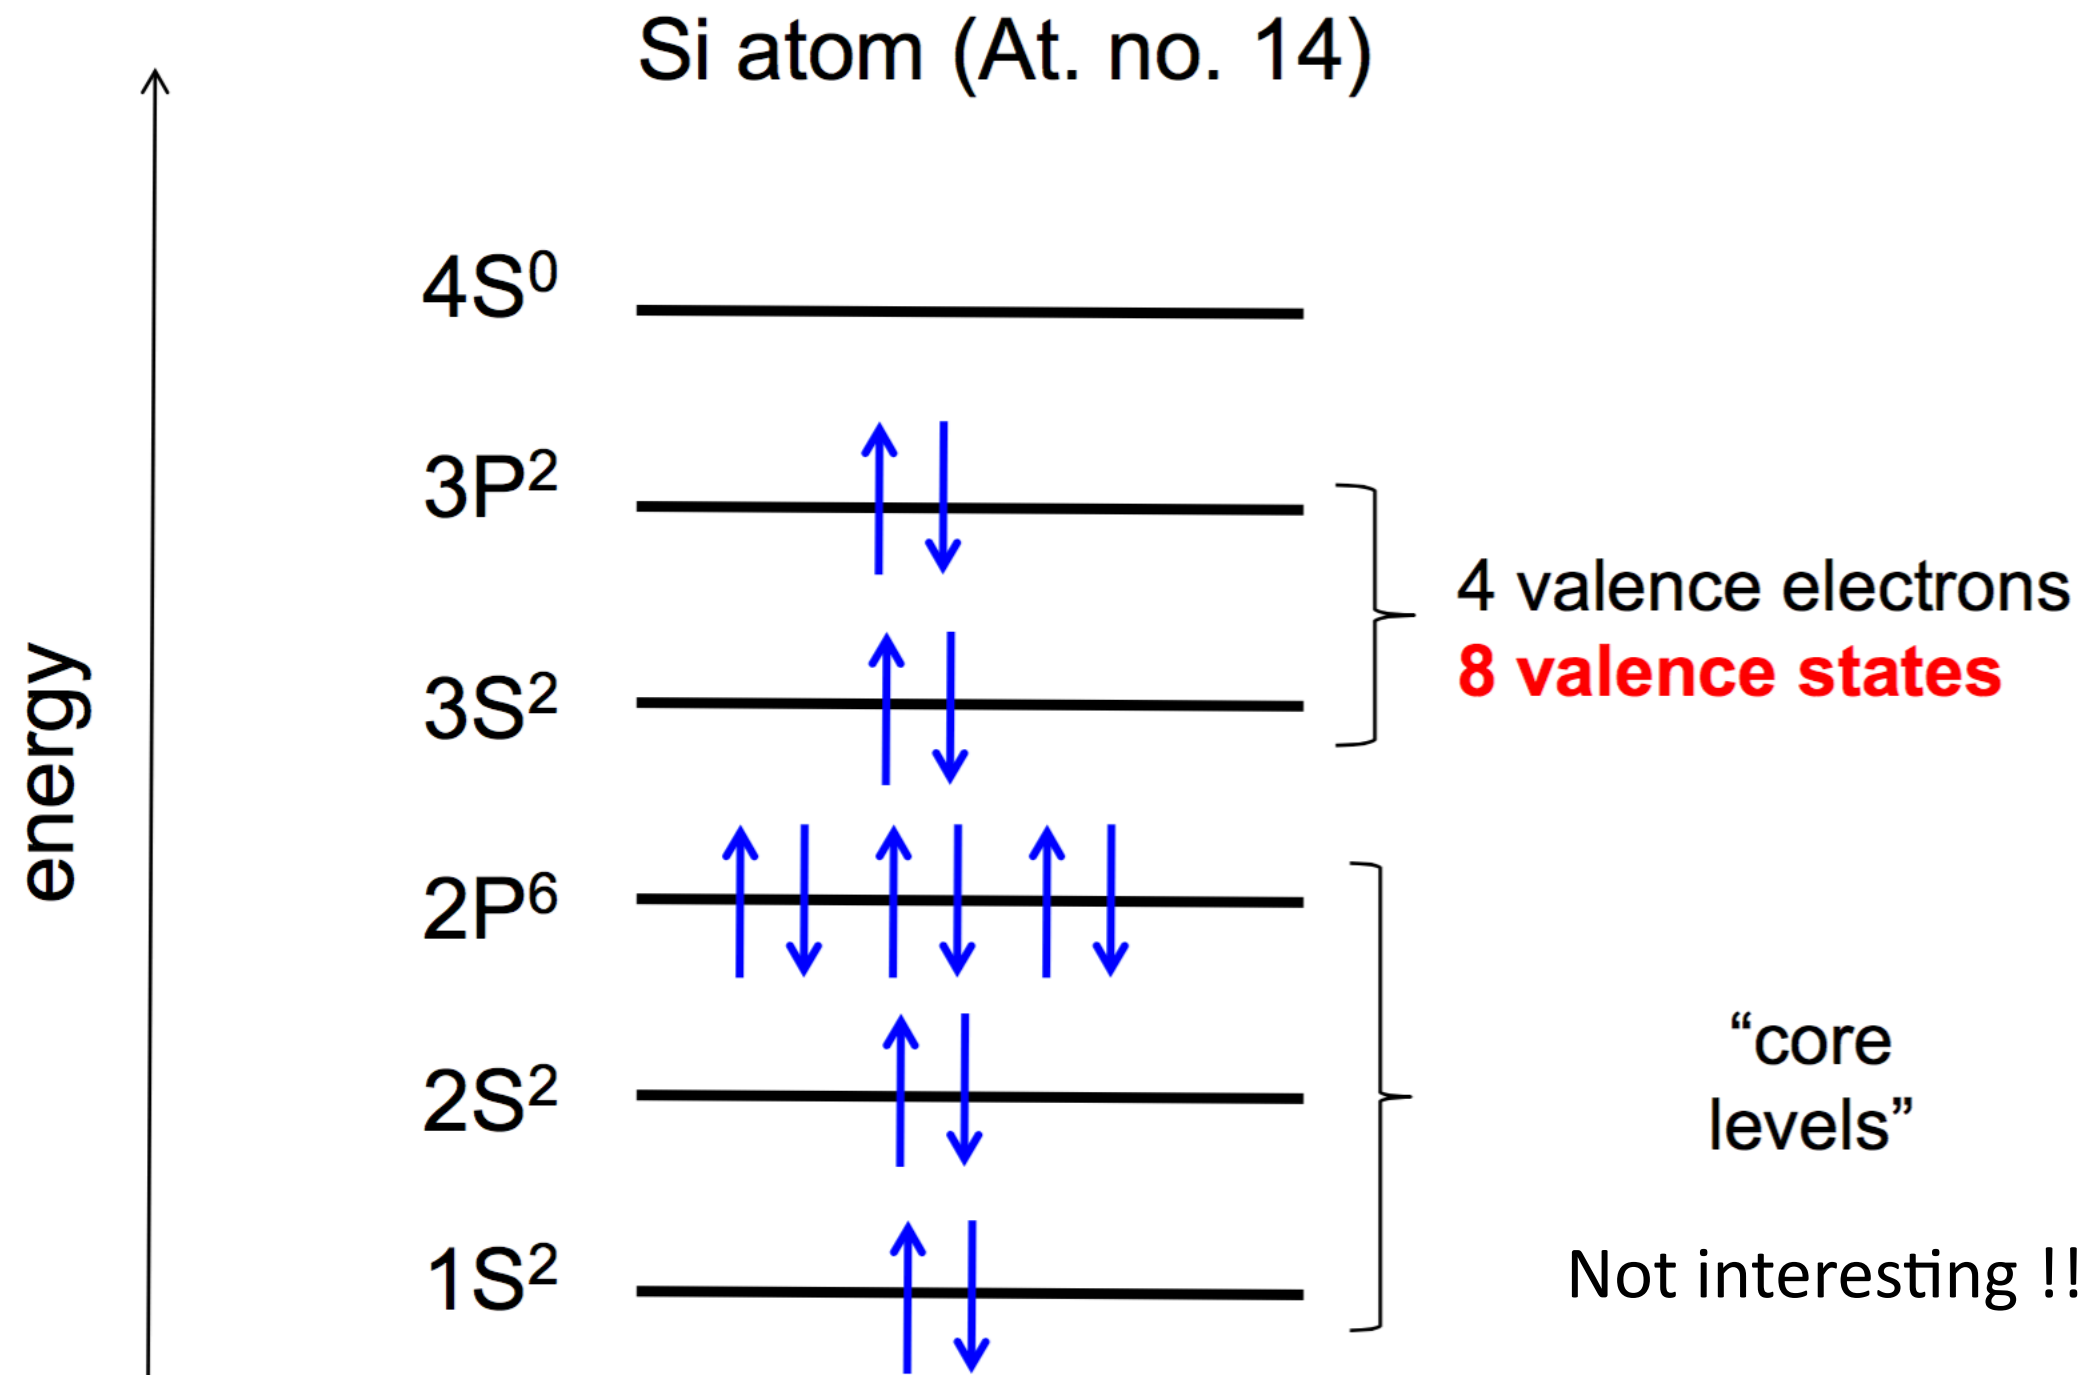 Si atom (At. no. 14)
energy
4S⁰
3P²
3S²
2P⁶
2S²
1S²
4 valence electrons
8 valence states
“core
levels”
Not interesting !!